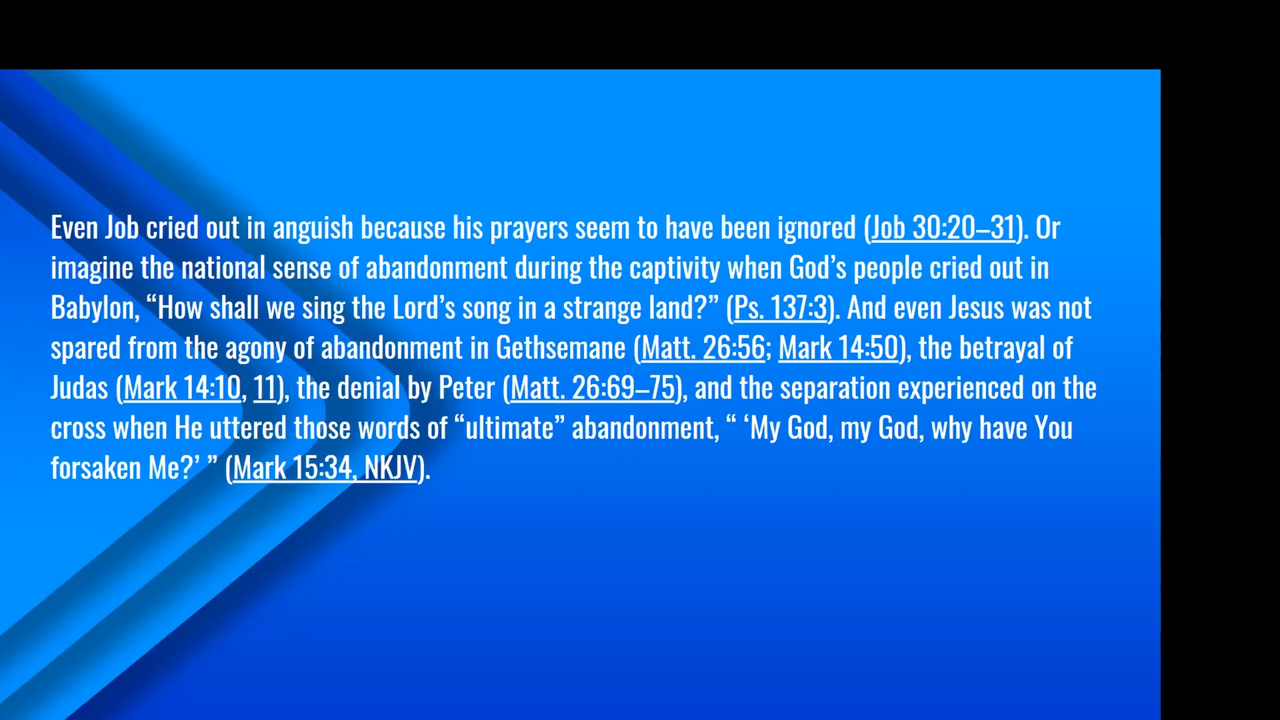 Even Job cried out in anguish because his prayers seem to have been ignored (Job 30:20–31). Or
imagine the national sense of abandonment during the captivity when God’s people cried out in
Babylon, “How shall we sing the Lord’s song in a strange land?” (Ps. 137:3). And even Jesus was not
spared from the agony of abandonment in Gethsemane (Matt. 26:56; Mark 14:50), the betrayal of
Judas (Mark 14:10, 11), the denial by Peter (Matt. 26:69–75), and the separation experienced on the
cross when He uttered those words of “ultimate” abandonment, “ ‘My God, my God, why have You
forsaken Me?’ ” (Mark 15:34, NKJV).